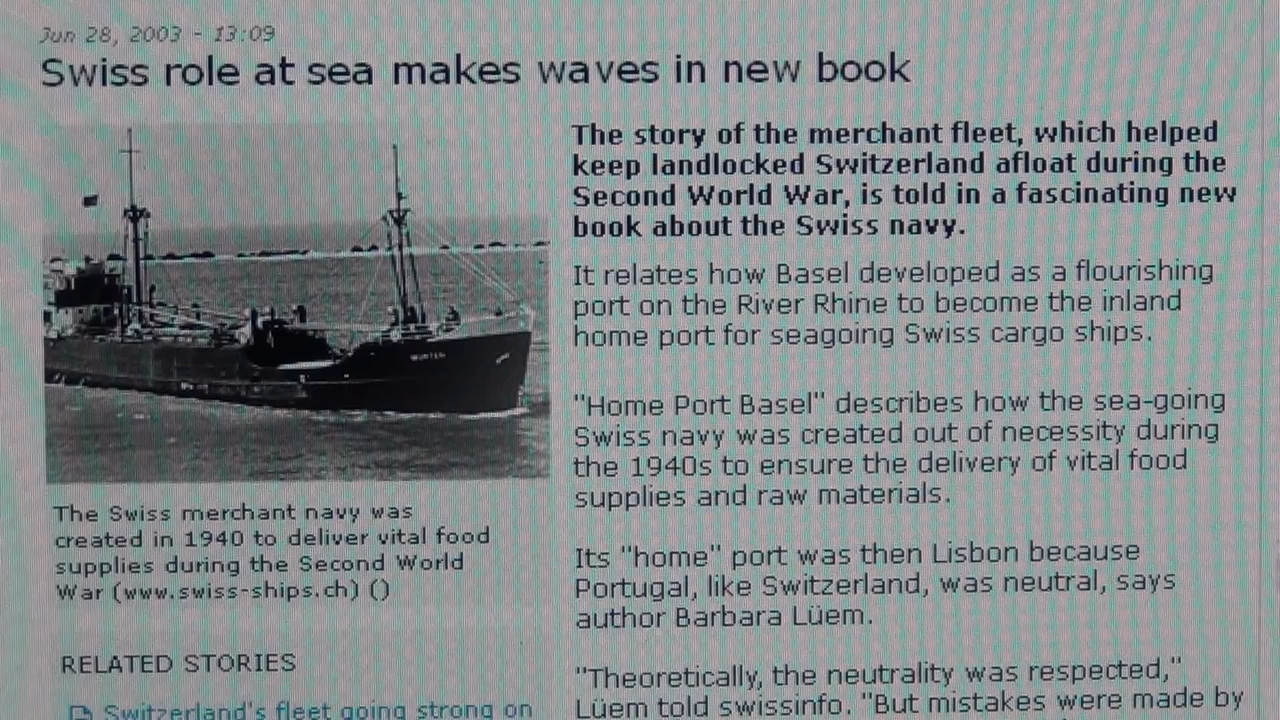 Jun 28, 2003 - 13:09
Swiss role at sea makes waves in new book
The story of the merchant fleet, which helped
keep landlocked Switzerland afloat during the
Second World War, is told in a fascinating new
book about the Swiss navy.
It relates how Basel developed as a flourishing
port on the River Rhine to become the inland
home port for seagoing Swiss cargo ships.
"Home Port Basel" describes how the sea-going
Swiss navy was created out of necessity during
the 1940s to ensure the delivery of vital food
supplies and raw materials.
Its "home" port was then Lisbon because
Portugal, like Switzerland, was neutral, says
author Barbara Lüem.
"Theoretically, the neutrality was respected,"
Lüem told swissinfo. "But mistakes were made by
The Swiss merchant navy was
created in 1940 to deliver vital food
supplies during the Second World
War (www.swiss-ships.ch) ()
RELATED STORIES
Switzerland's fleet going strong on